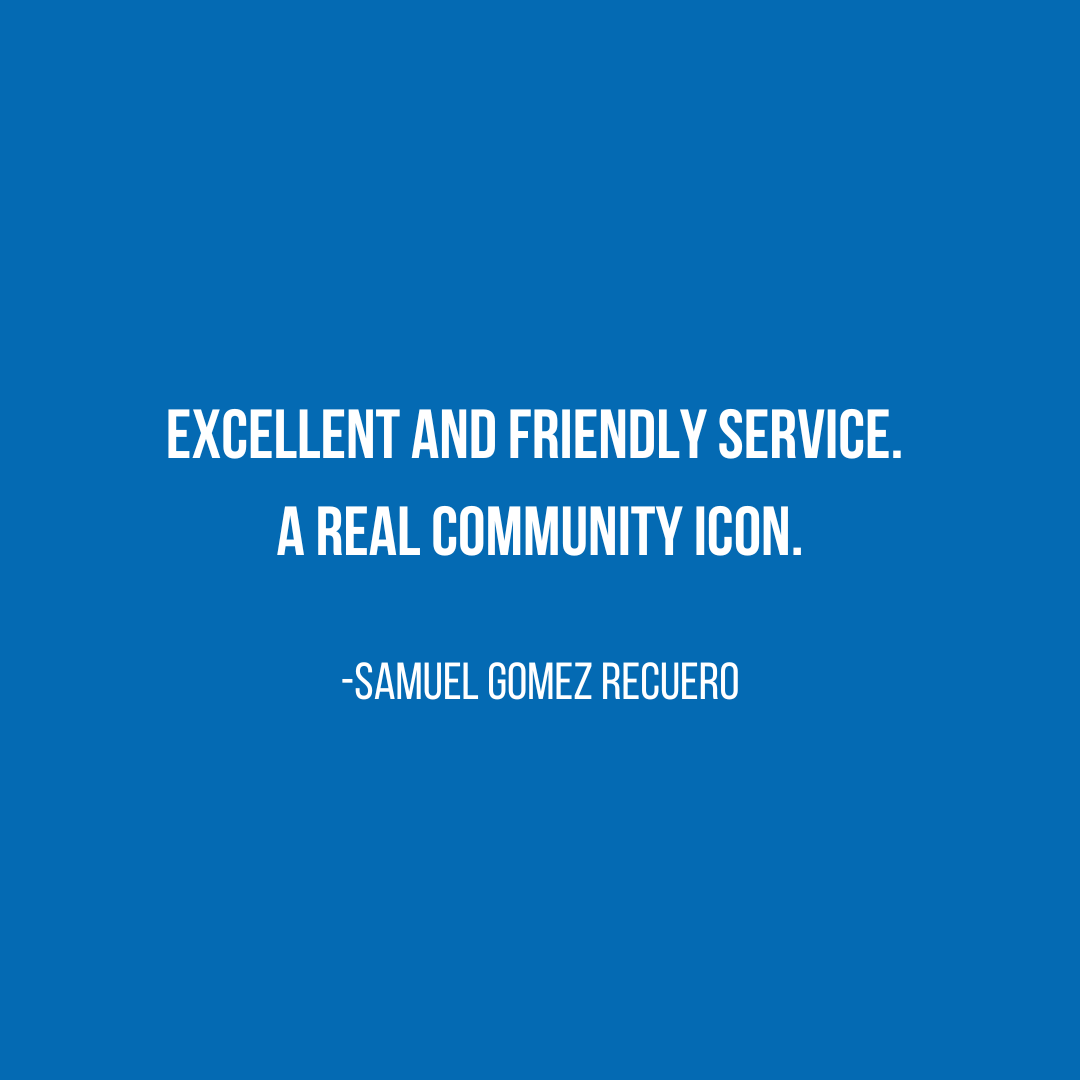 EXCELLENT AND FRIENDLY SERVICE.
A REAL COMMUNITY ICON.
-SAMUEL GOMEZ RECUERO